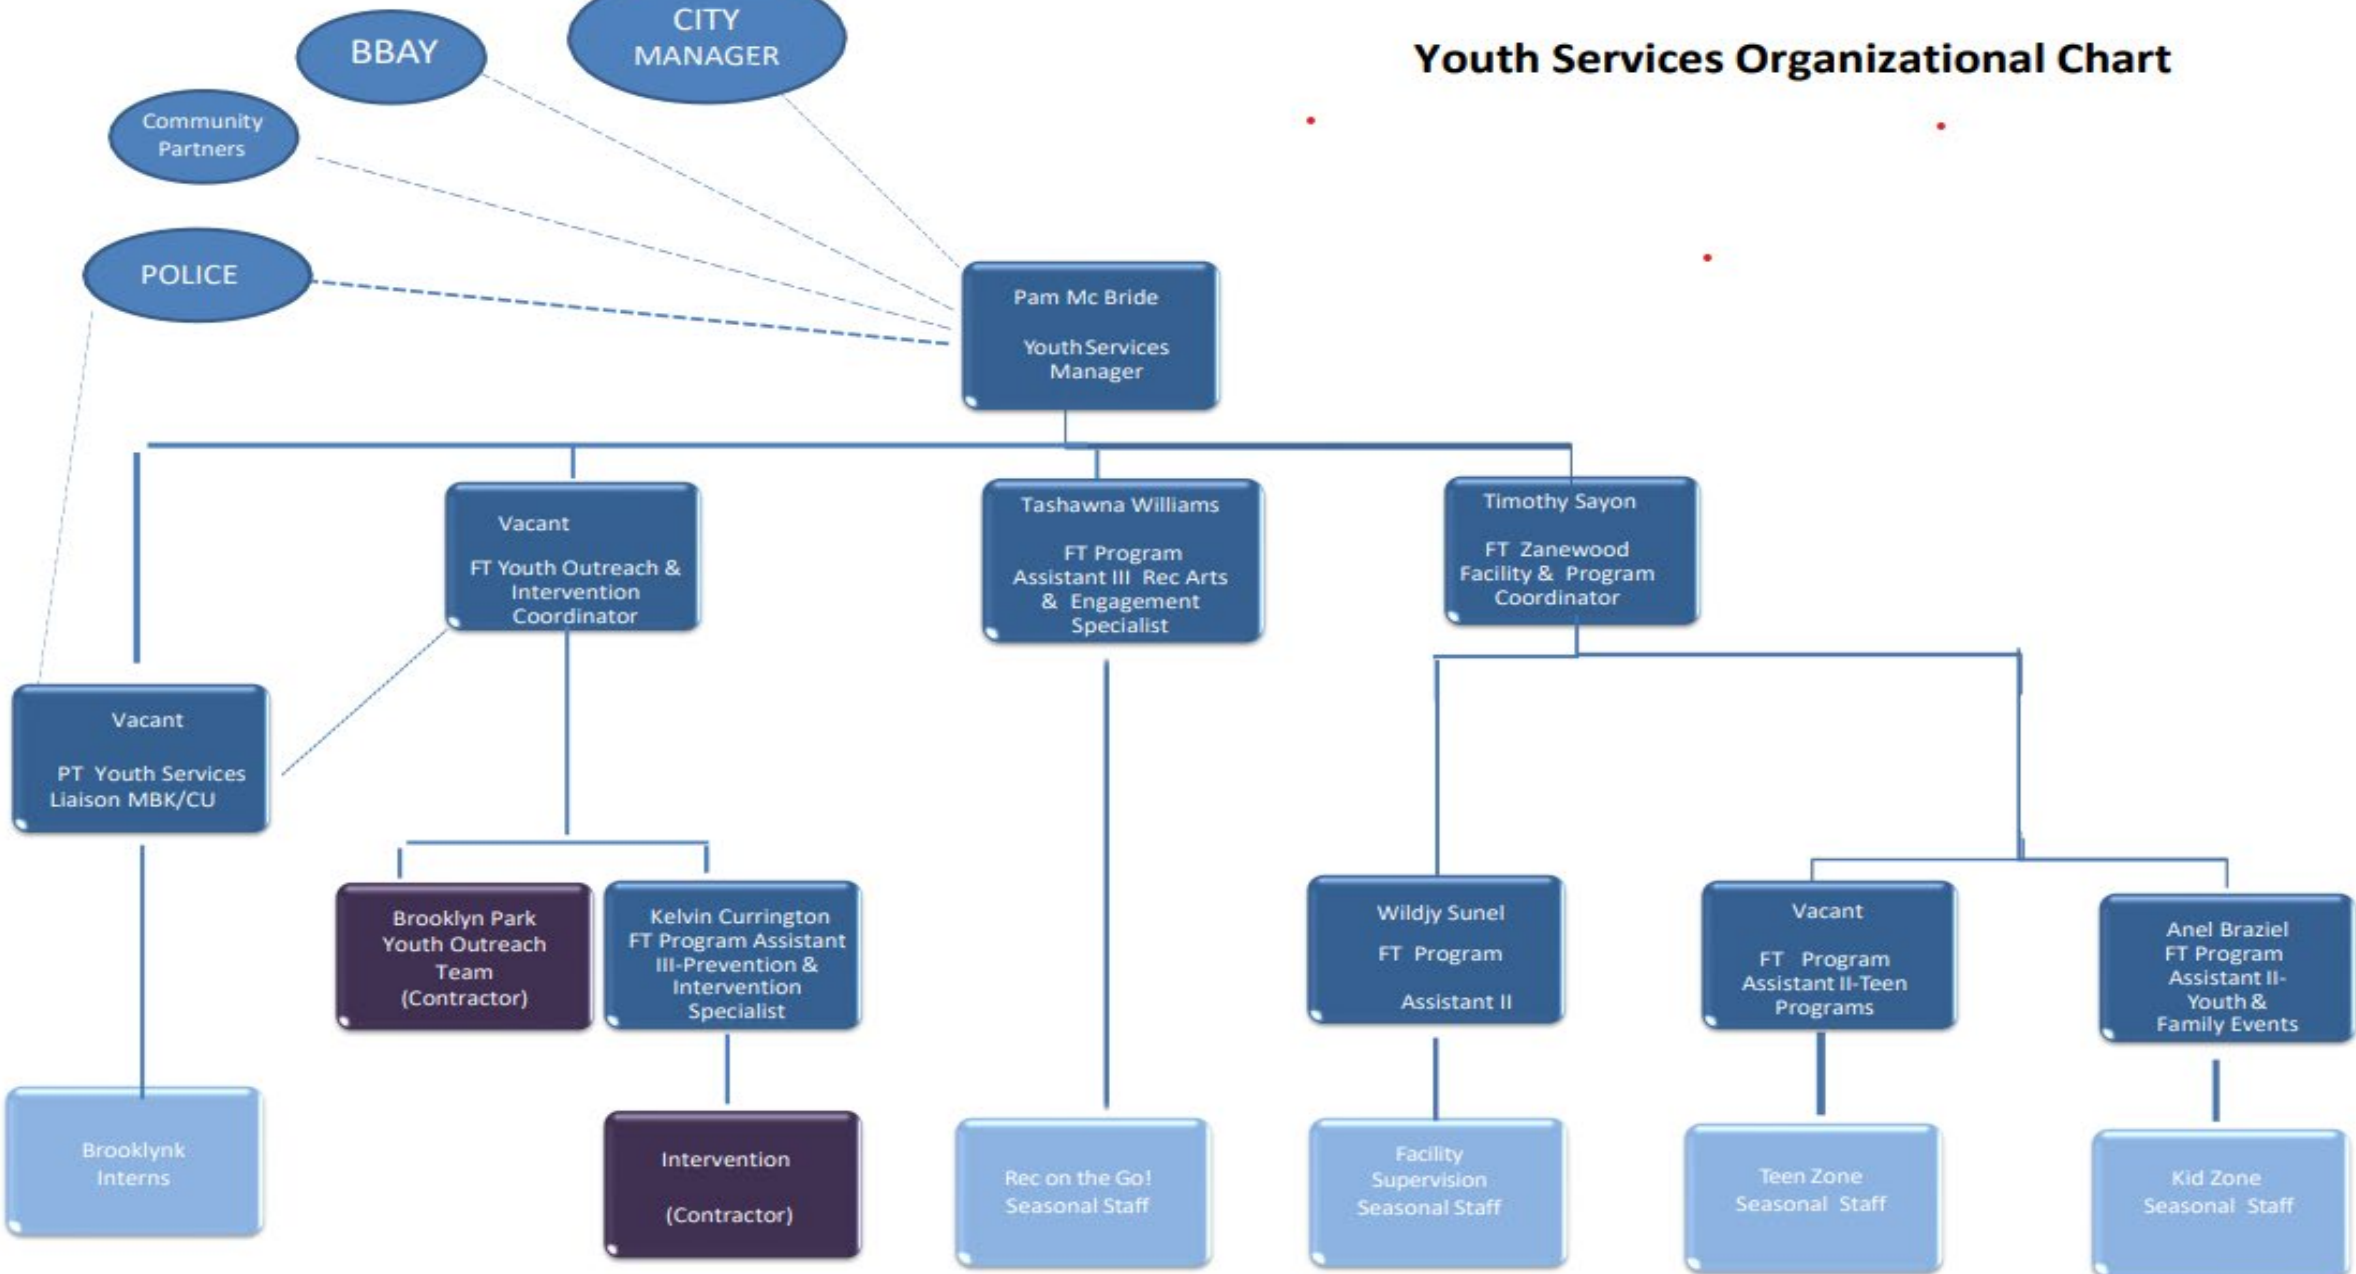 CITY
MANAGER
BBAY
Youth Services Organizational Chart
Community
Partners
POLICE
Pam Mc Bride
Youth Services
Manager
Vacant
FT Youth Outreach &
Intervention
Coordinator
Tashawna Williams
FT Program
Assistant III Rec Arts
& Engagement
Specialist
Timothy Sayon
FT Zanewood
Facility & Program
Coordinator
Vacant
PT Youth Services
Liaison MBK/CU
Brooklyn Park
Youth Outreach
Team
(Contractor)
Kelvin Currington
FT Program Assistant
III-Prevention &
Intervention
Specialist
Wildjy Sunel
FT Program
Assistant II
Vacant
FT Program
Assistant II-Teen
Programs
Anel Braziel
FT Program
Assistant II-
Youth &
Family Events
Brooklynk
Interns
Intervention
(Contractor)
Rec on the Go!
Seasonal Staff
Facility
Supervision
Seasonal Staff
Teen Zone
Seasonal Staff
Kid Zone
Seasonal Staff